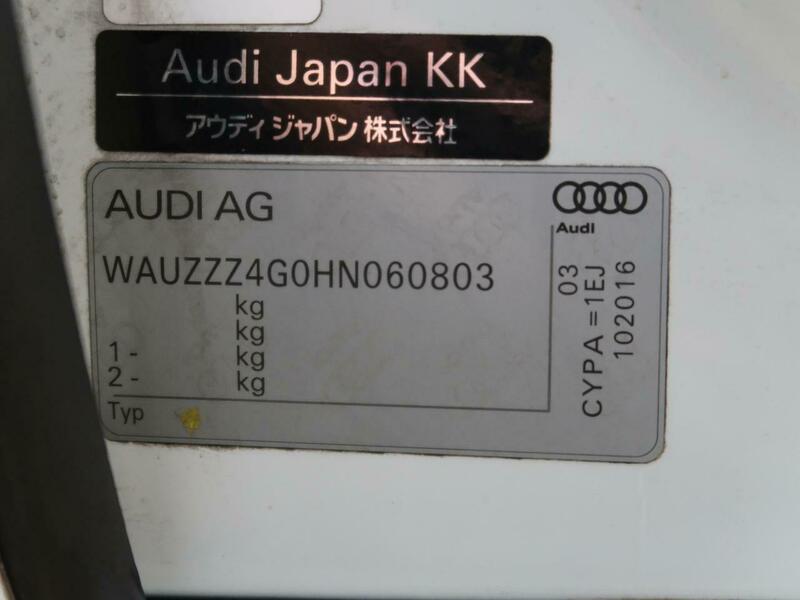 Audi Japan KK
アウディ ジャパン 株式会社
AUDI AG
Audi
WAUZZZ4G0HN060803
kg
kg
1 - kg
2 - kg
Typ
03
CYPA =1EJ
102016